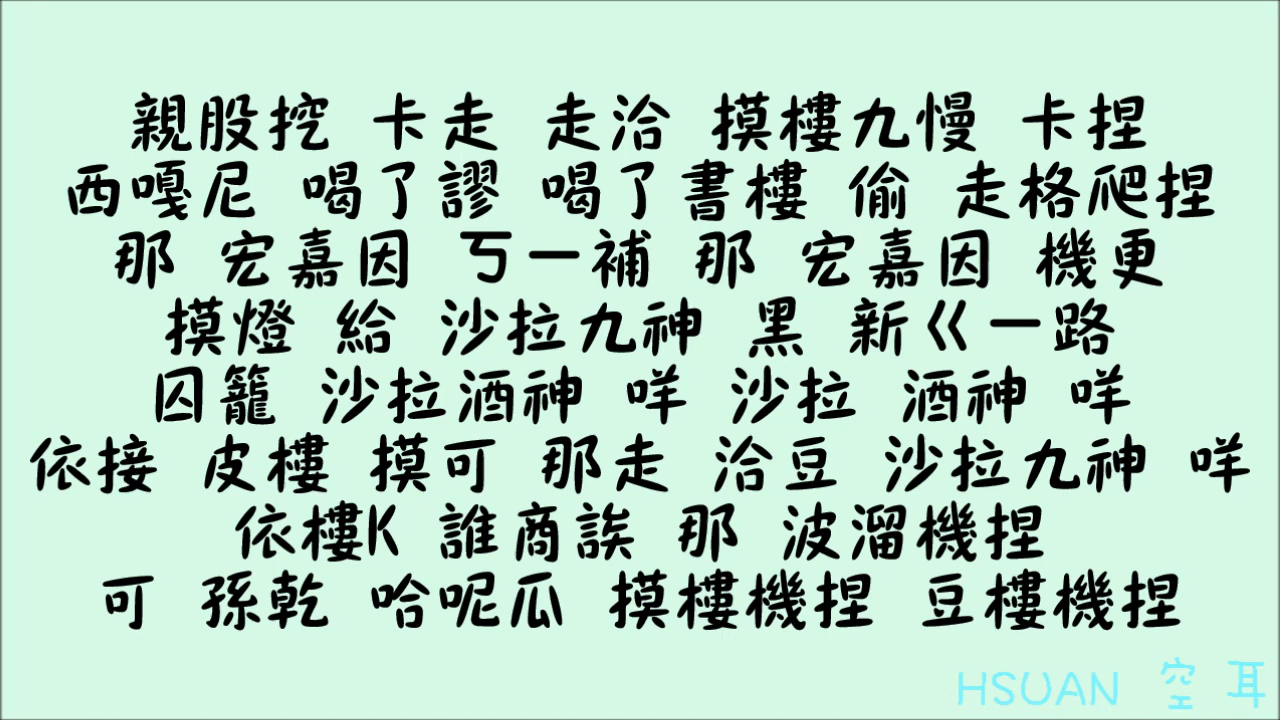 親股挖 卡走 走洽 摸樓九慢 卡捏
西嘎尼 喝了謬 喝了書樓 偷 走格爬捏
那 宏嘉因 ㄎㄧ補 那 宏嘉因 機更
摸燈 給 沙拉九神 黑 新ㄍㄧ路
囚籠 沙拉酒神 咩 沙拉 酒神 咩
依接 皮樓 摸可 那走 洽豆 沙拉九神 咩
依樓K 誰商誒 那 波溜機捏
可 孫乾 哈呢瓜 摸樓機捏 豆樓機捏
HSUAN 空 耳